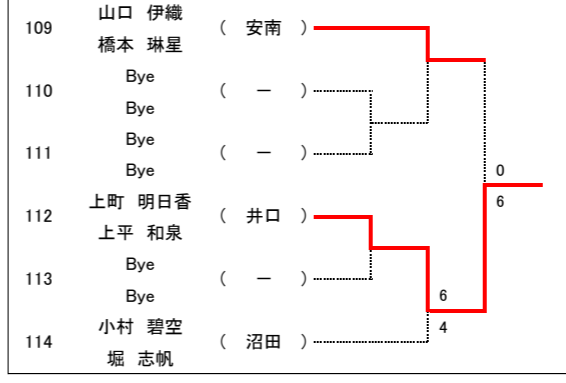 山口 伊織
109 ( 安南 )
橋本 琳星
Bye
110 ( ー )
Bye
Bye
111 ( ー )
Bye
0
6
上町 明日香
112 ( 井口 )
上平 和泉
Bye
113 ( ー )
Bye
6
4
小村 碧空
114 ( 沼田 )
堀 志帆